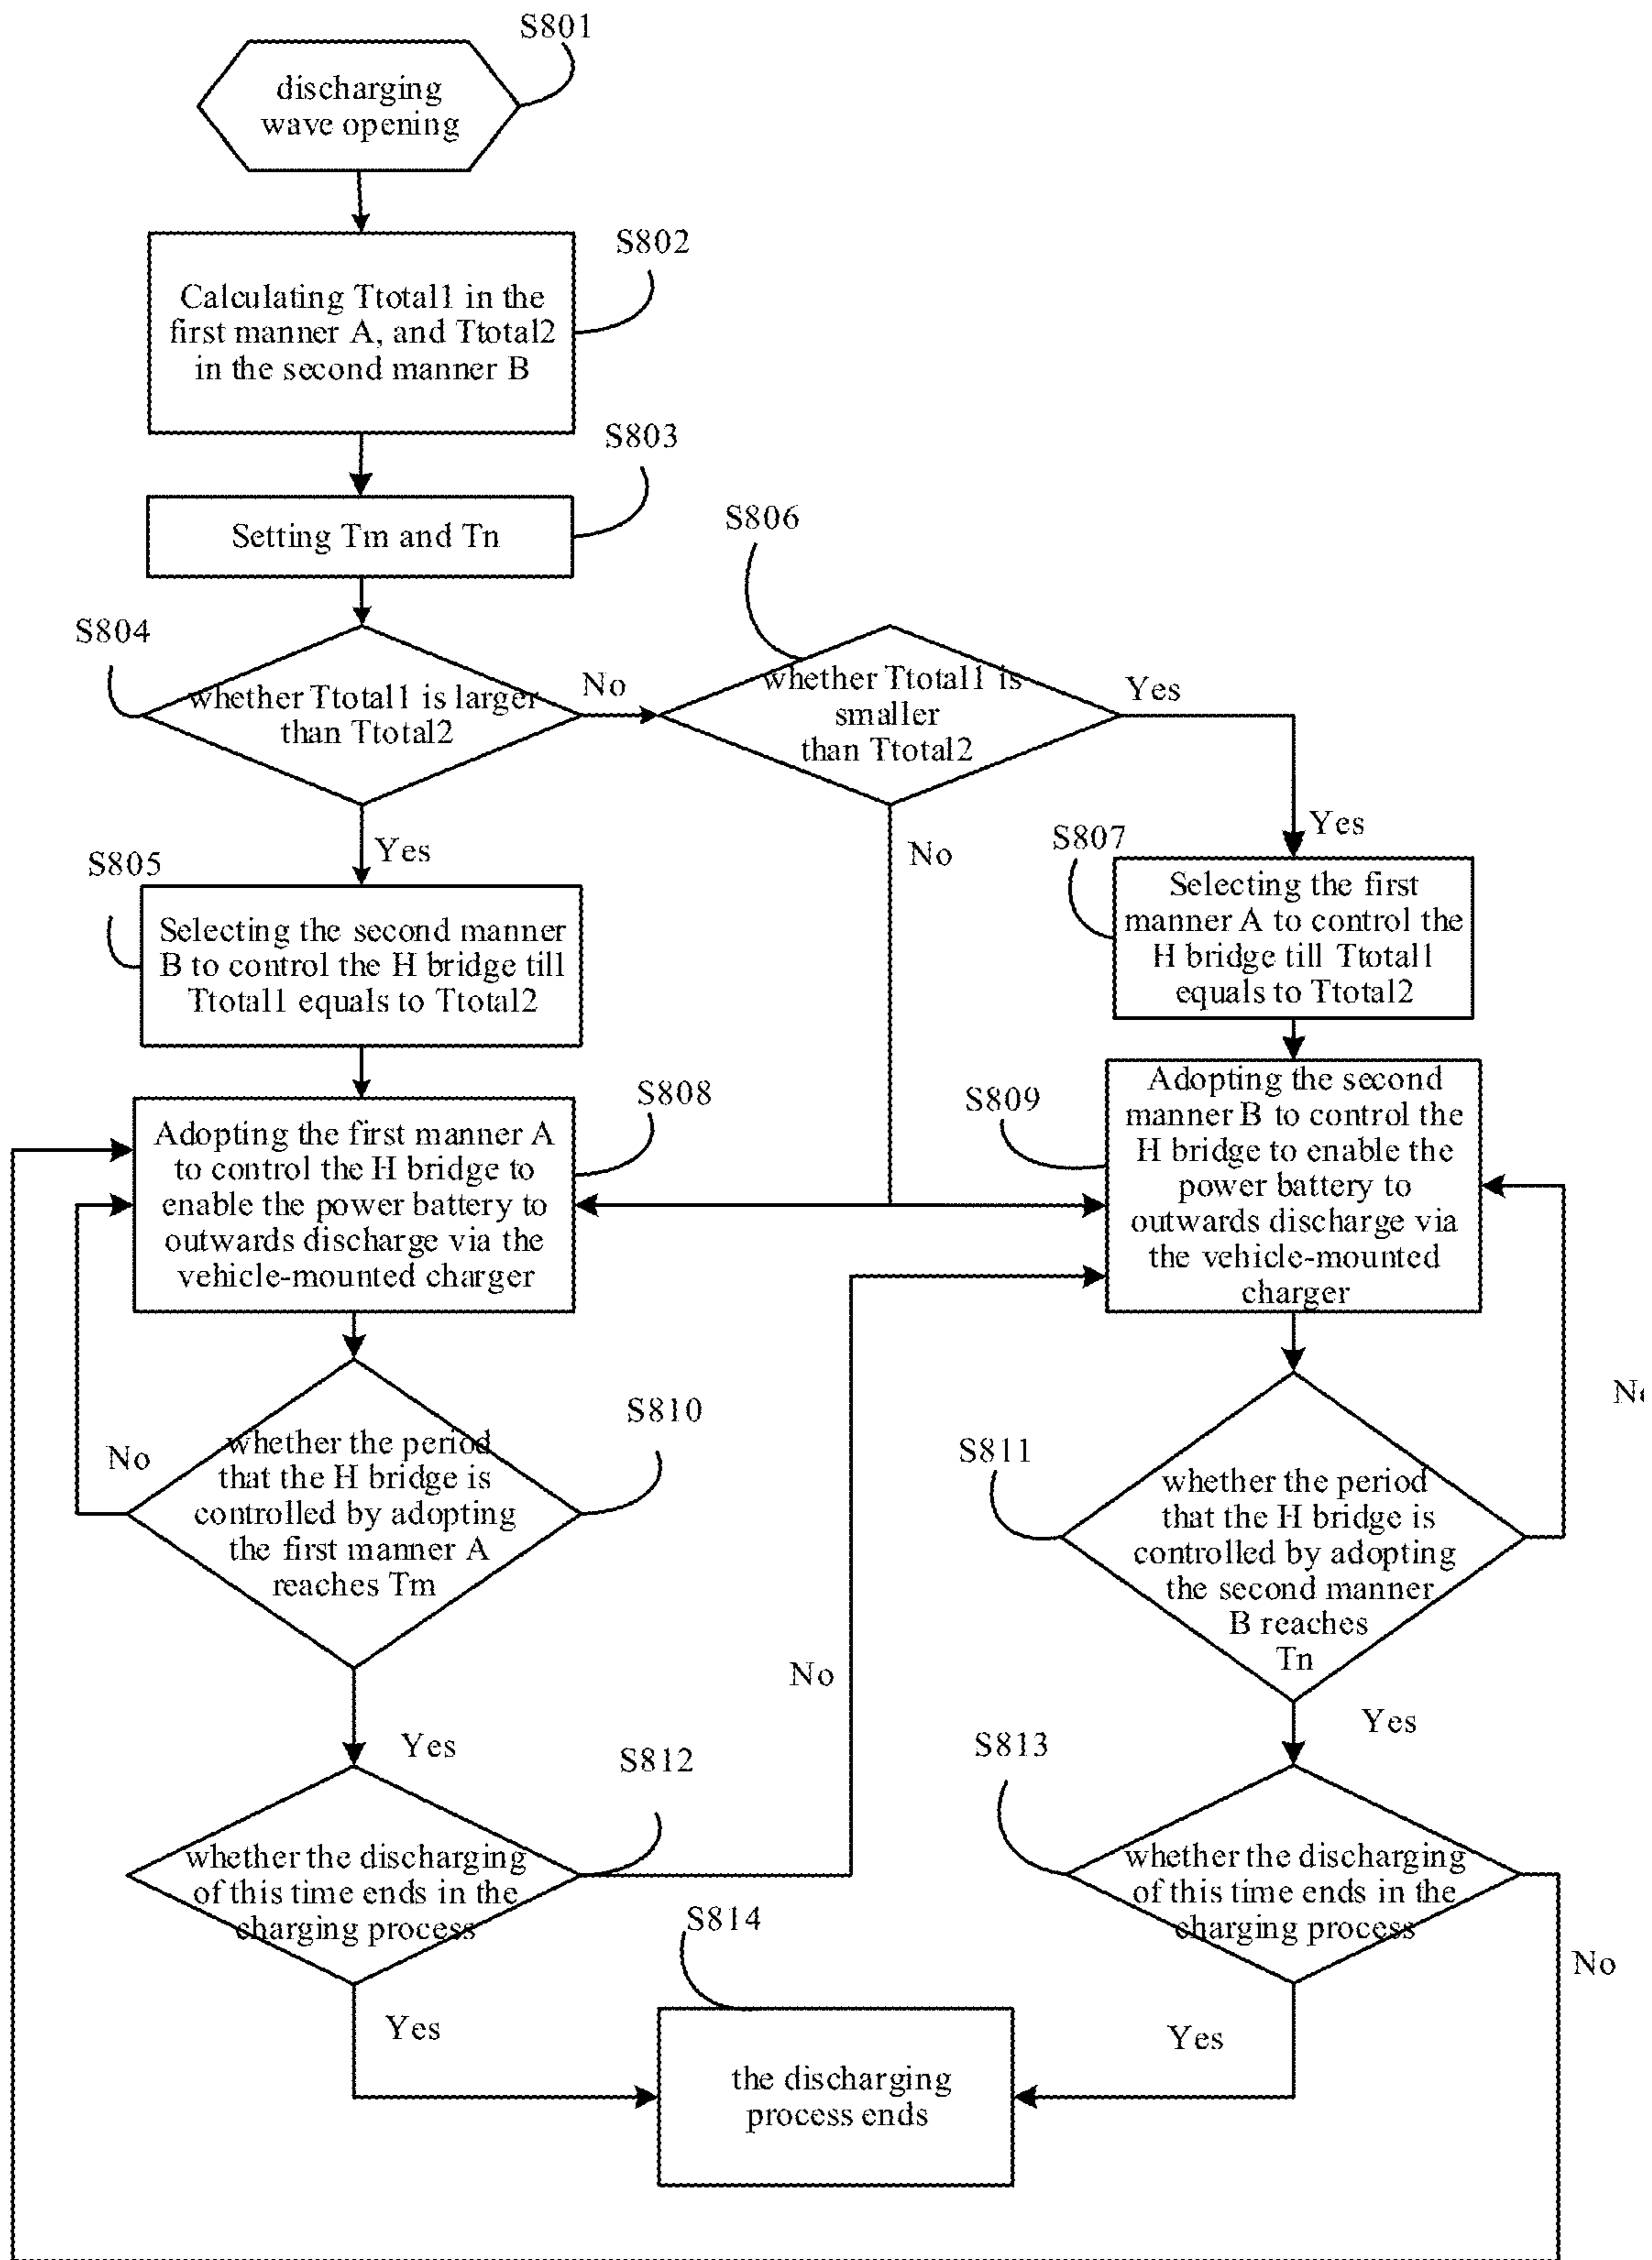 S801
discharging
wave opening
S802
Calculating Ttotal1 in the
first manner A, and Ttotal2
in the second manner B
S803
Setting Tm and Tn
S804
whether Ttotal1 is larger
than Ttotal2
No
S806
whether Ttotal1 is
smaller
than Ttotal2
Yes
Yes
No
Yes
S805
Selecting the second manner
B to control the H bridge till
Ttotal1 equals to Ttotal2
S807
Selecting the first
manner A to control the
H bridge till Ttotal1
equals to Ttotal2
S808
Adopting the first manner A
to control the H bridge to
enable the power battery to
outwards discharge via the
vehicle-mounted charger
S809
Adopting the second
manner B to control the
H bridge to enable the
power battery to
outwards discharge via
the vehicle-mounted
charger
S810
No
whether the period
that the H bridge is
controlled by adopting
the first manner A
reaches Tm
S811
whether the period
that the H bridge is
controlled by adopting
the second manner
B reaches
Tn
Yes
No
Yes
S812
whether the discharging
of this time ends in the
charging process
S813
whether the discharging
of this time ends in the
charging process
No
S814
Yes
Yes
the discharging
process ends